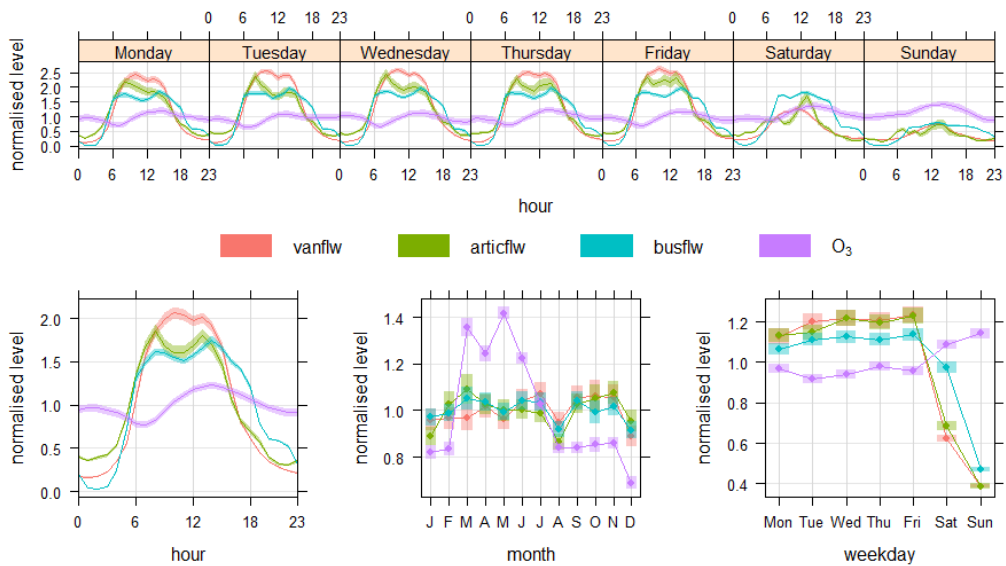 0 6 12 18 23 0 6 12 18 23 0 6 12 18 23
Monday Tuesday Wednesday Thursday Friday Saturday Sunday
normalised level
2.5
2.0
1.5
1.0
0.5
0.0
0 6 12 18 23 0 6 12 18 23 0 6 12 18 23 0 6 12 18 23
hour
vanflw articflw busflw O₃
normalised level
2.0
1.5
1.0
0.5
0.0
0 6 12 18 23
hour
normalised level
1.4
1.2
1.0
0.8
J F M A M J J A S O N D
month
normalised level
1.2
1.0
0.8
0.6
0.4
Mon Tue Wed Thu Fri Sat Sun
weekday